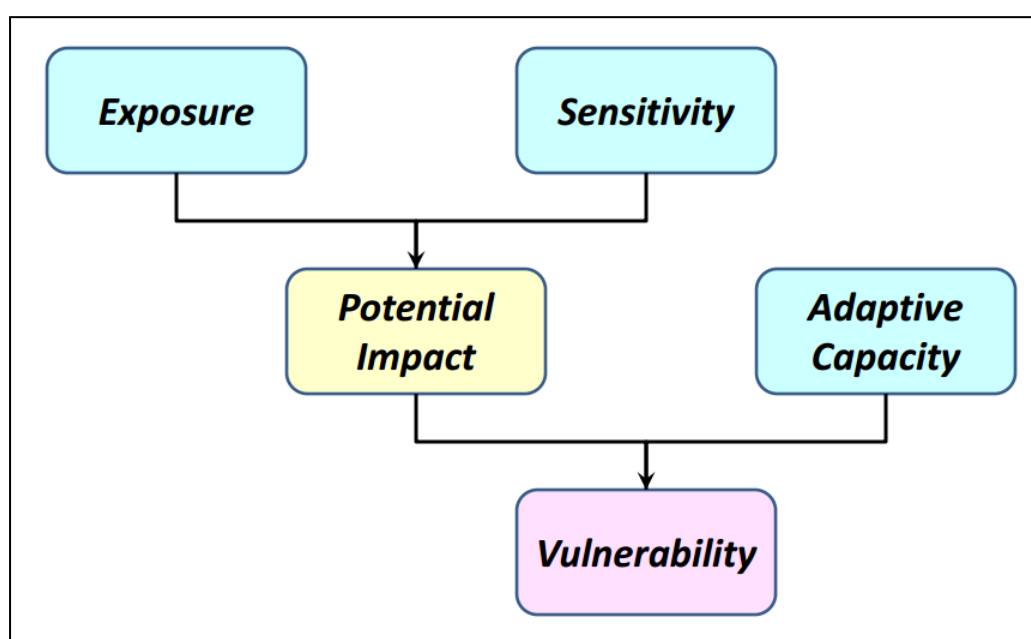 Exposure
Sensitivity
Potential
Impact
Adaptive
Capacity
Vulnerability